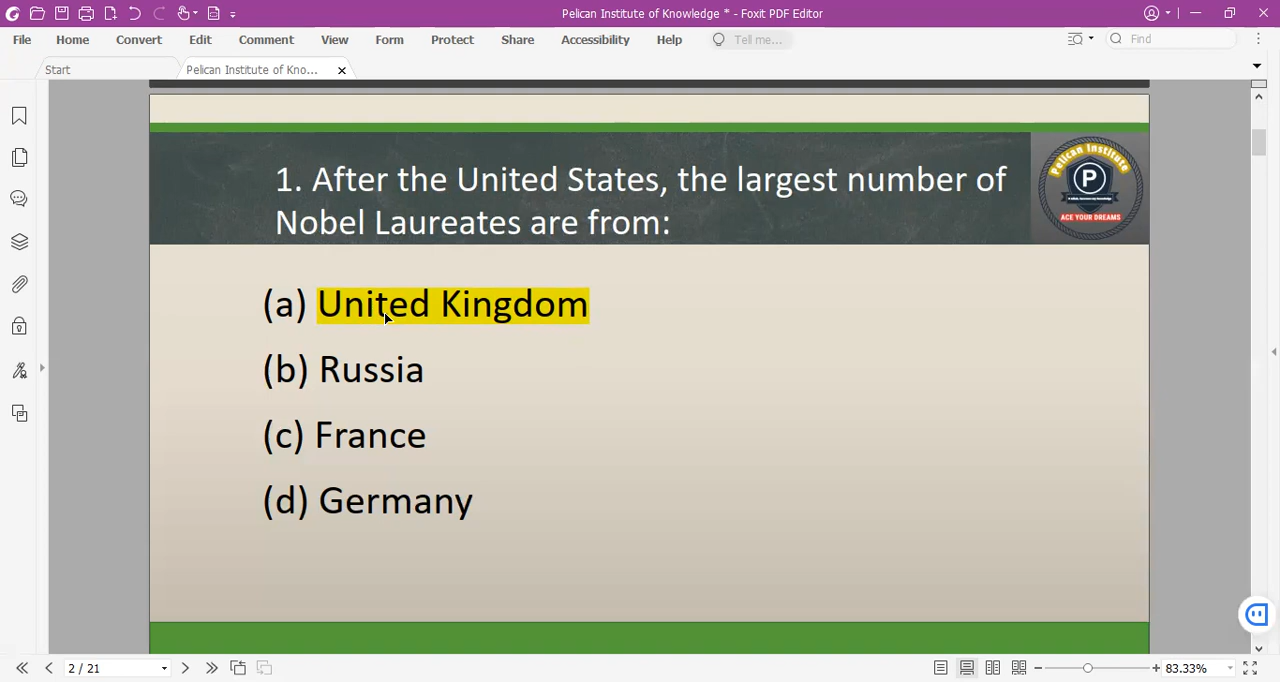 Pelican Institute of Knowledge * - Foxit PDF Editor
File Home Convert Edit Comment View Form Protect Share Accessibility Help Tell me... Find
Start Pelican Institute of Kno...
1. After the United States, the largest number of
Nobel Laureates are from:
Pelican Institute
P
ACE YOUR DREAMS
(a) United Kingdom
(b) Russia
(c) France
(d) Germany
2 / 21
83.33%